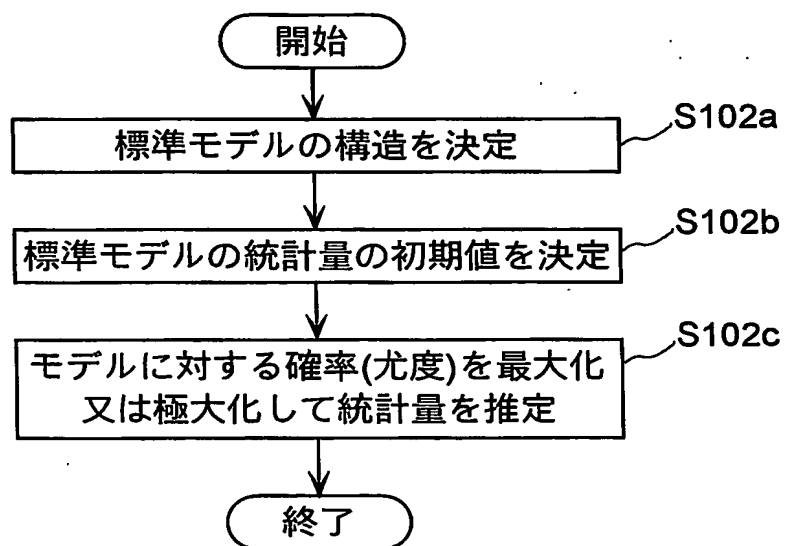 開始
標準モデルの構造を決定
S102a
標準モデルの統計量の初期値を決定
S102b
モデルに対する確率(尤度)を最大化
又は極大化して統計量を推定
S102c
終了